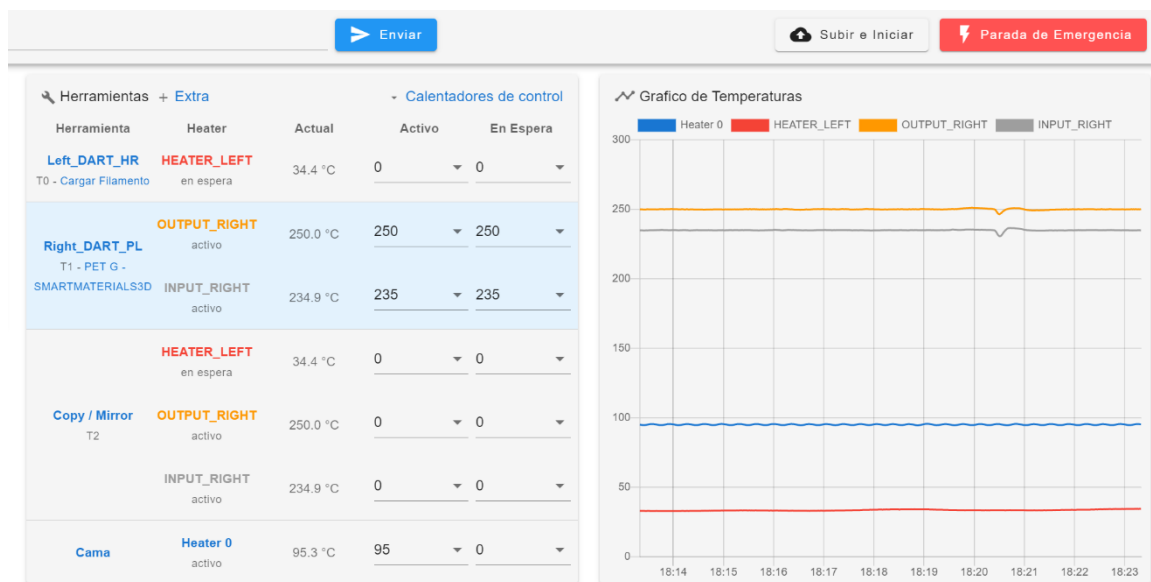 Enviar
Subir e Iniciar
Parada de Emergencia
Herramientas + Extra
Calentadores de control
Herramienta Heater Actual Activo En Espera
Left_DART_HR HEATER_LEFT 34.4 °C 0 0
T0 - Cargar Filamento en espera
OUTPUT_RIGHT 250.0 °C 250 250
activo
Right_DART_PL
T1 - PET G -
SMARTMATERIALS3D INPUT_RIGHT 234.9 °C 235 235
activo
HEATER_LEFT 34.4 °C 0 0
en espera
Copy / Mirror OUTPUT_RIGHT 250.0 °C 0 0
T2 activo
INPUT_RIGHT 234.9 °C 0 0
activo
Cama Heater 0 95.3 °C 95 0
activo
Grafico de Temperaturas
Heater 0 HEATER_LEFT OUTPUT_RIGHT INPUT_RIGHT
300
250
200
150
100
50
0
18:14 18:15 18:16 18:17 18:18 18:19 18:20 18:21 18:22 18:23